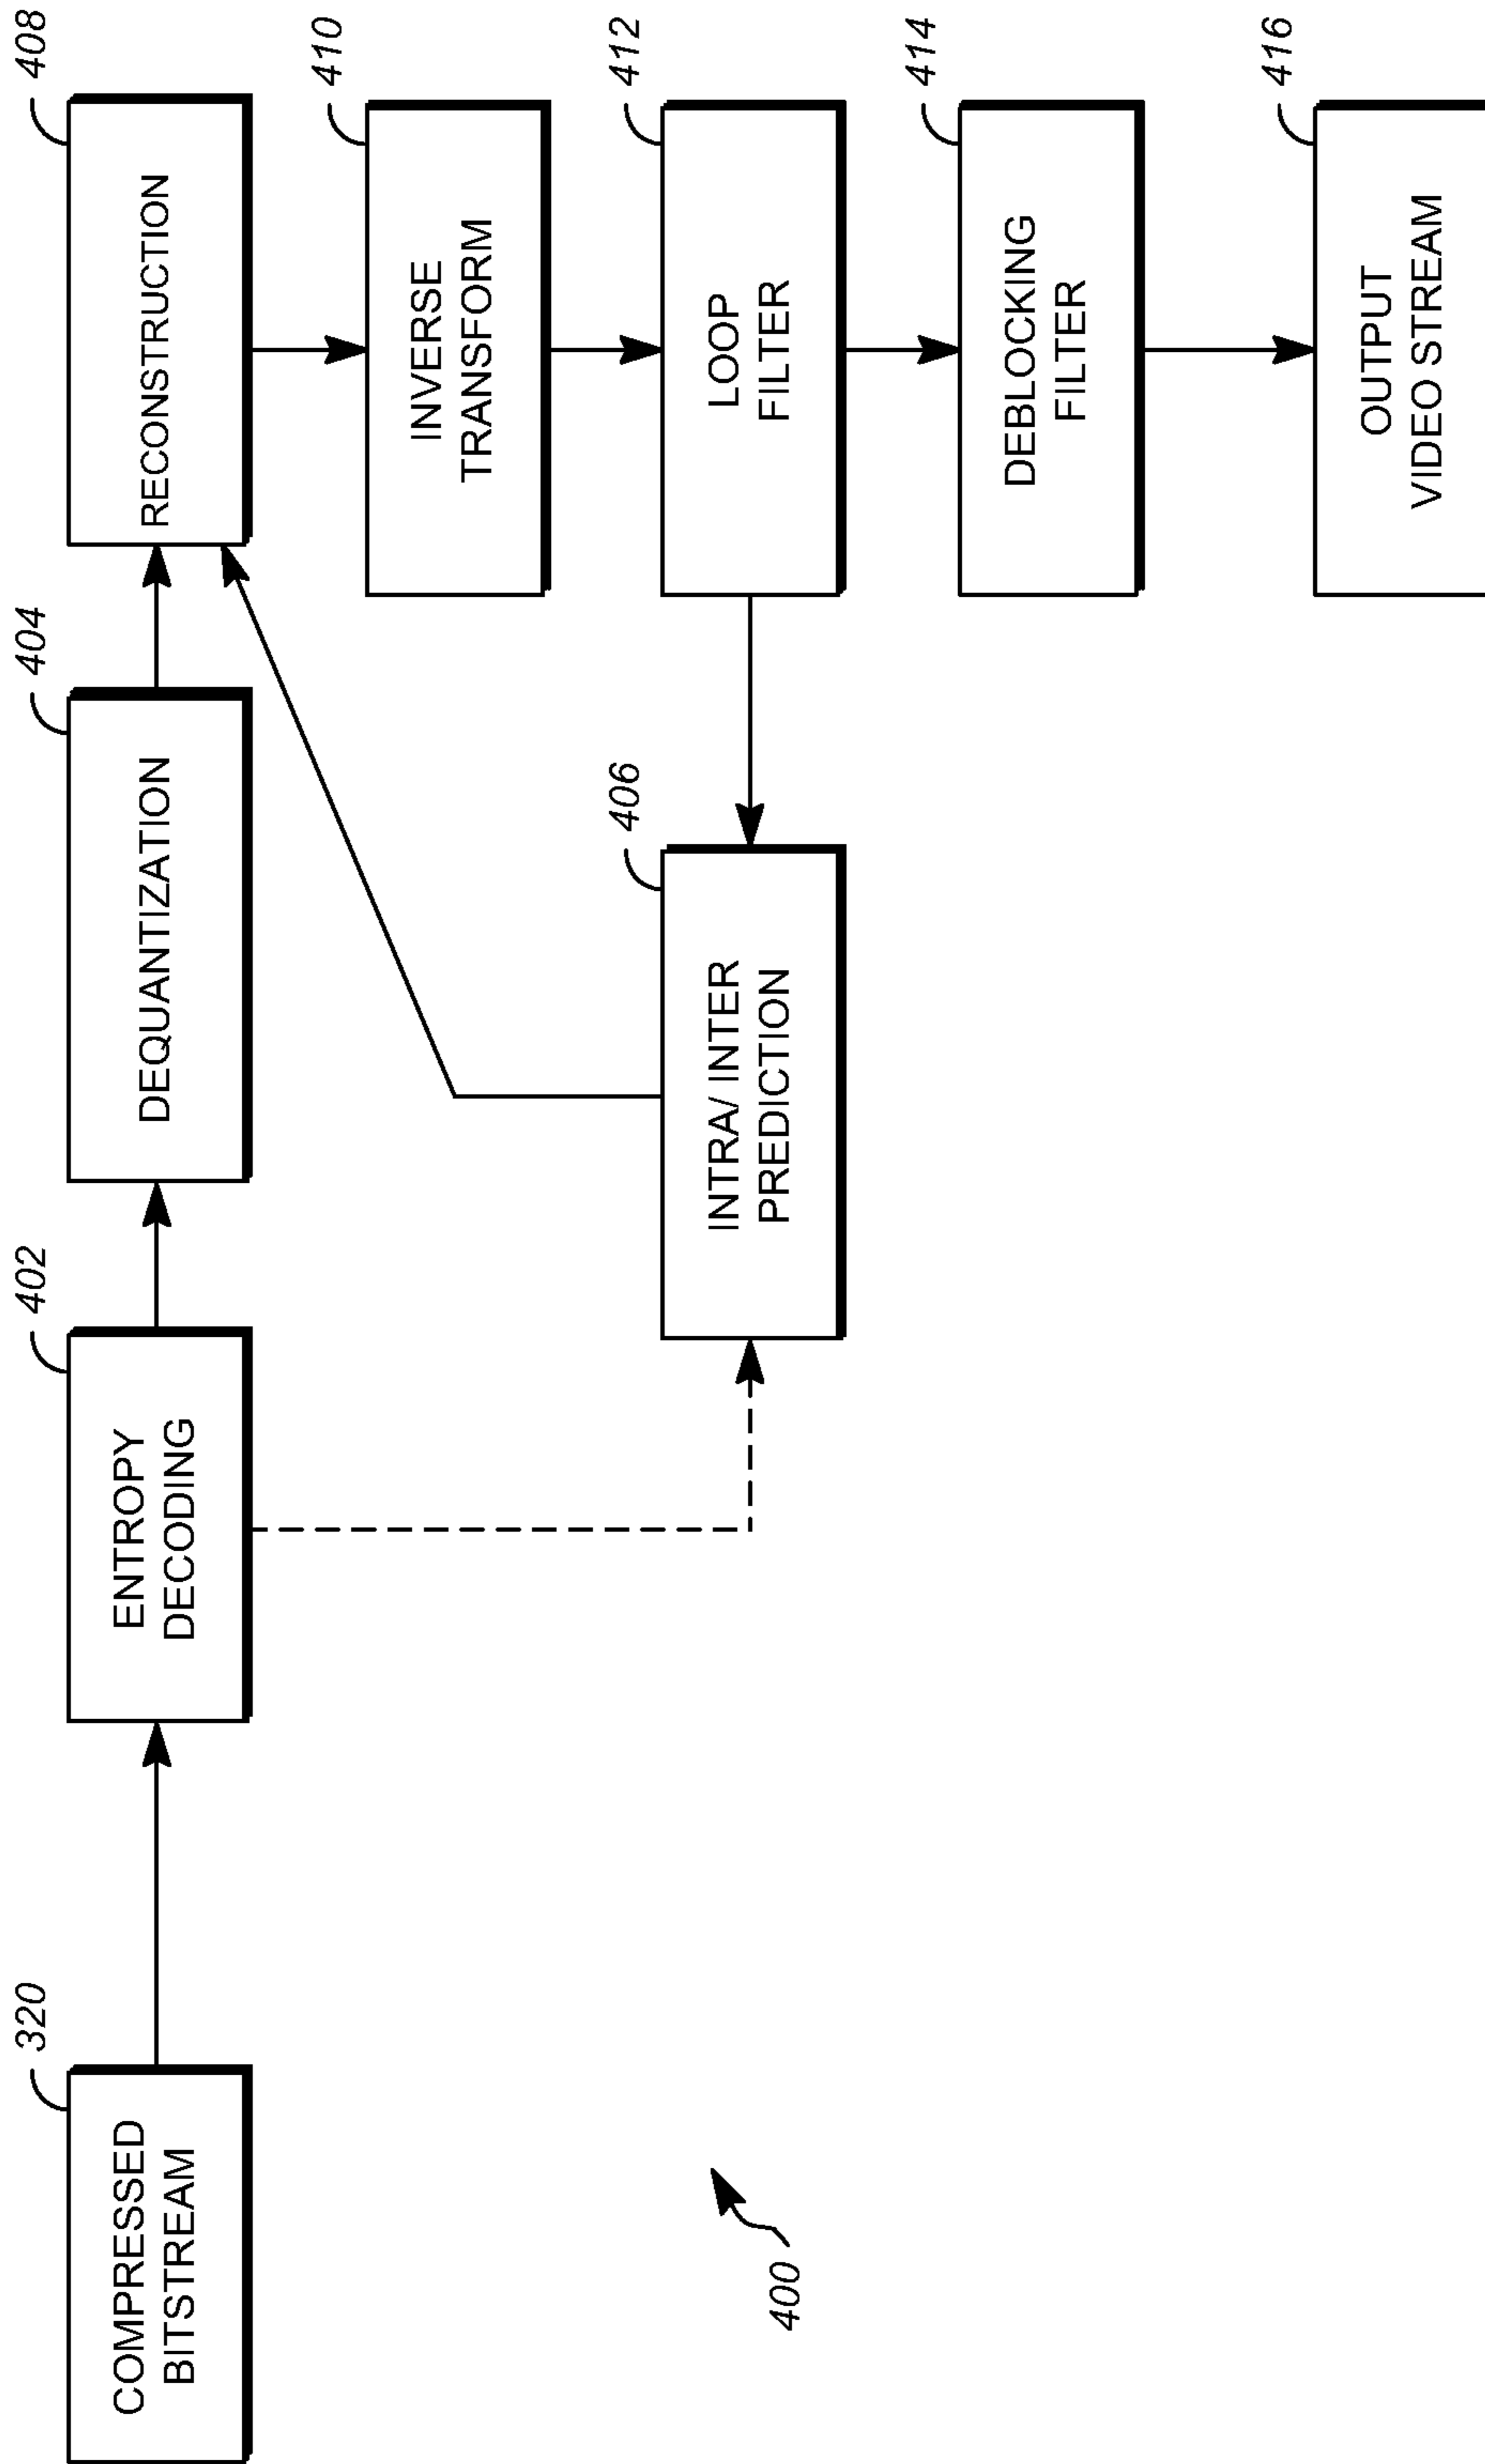 320
COMPRESSED
BITSTREAM
402
ENTROPY
DECODING
404
DEQUANTIZATION
408
RECONSTRUCTION
410
INVERSE
TRANSFORM
406
INTRA/ INTER
PREDICTION
412
LOOP
FILTER
414
DEBLOCKING
FILTER
416
OUTPUT
VIDEO STREAM
400